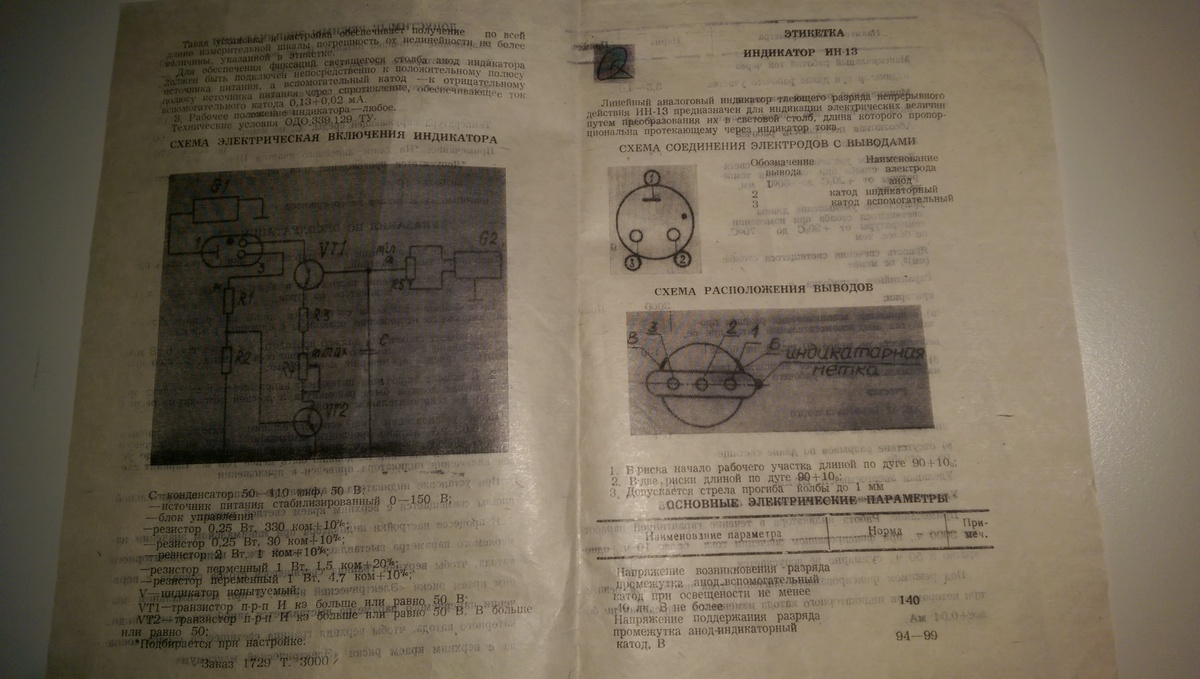 Такая установка и настройка обеспечивает получение по всей
длине измерительной шкалы погрешность от нелинейности не более
величины, указанной в этикетке.
Для обеспечения фиксаций светящегося столба анод индикатора
должен быть подключен непосредственно к положительному полюсу
источника питания, а вспомогательный катод —к отрицательному
полюсу источника питания через спротивление, обеспечивающее ток
вспомогательного катода 0,13+0,02 мА.
3. Рабочее положение индикатора—любое.
Технические условия ОДО.339.129 ТУ.
СХЕМА ЭЛЕКТРИЧЕСКАЯ ВКЛЮЧЕНИЯ ИНДИКАТОРА
G1
1
3
VT1
min
R5
G2
R1
R3
R2
R4
max
C
VT2
С—конденсатор 50—110 мкф, 50 В;
—источник питания стабилизированный 0—150 В;
—блок управления
—резистор 0,25 Вт, 330 ком+10%;
—резистор 0,25 Вт, 30 ком+10%;
—резистор 2 Вт, 1 ком+10%;
—резистор перменный 1 Вт, 1,5 ком+20%;
—резистор переменный 1 Вт, 4,7 ком+10%;
V—индикатор испытуемый;
VT1—транзистор п-р-п И кэ больше или равно 50 В;
VT2—транзистор п-р-п И кэ больше или равно 50 В. В больше
или равно 50;
*Подбирается при настройке.
Заказ 1729 Т. 3000
ЭТИКЕТКА
ИНДИКАТОР ИН-13
Линейный аналоговый индикатор тлеющего разряда непрерывного
действия ИН-13 предназначен для индикации электрических величин
путем преобразования их в световой столб, длина которого пропор-
циональна протекающему через индикатор тока.
СХЕМА СОЕДИНЕНИЯ ЭЛЕКТРОДОВ С ВЫВОДАМИ
Обозначение Наименование
вывода электрода
1 анод
2 катод индикаторный
3 катод вспомогательный
1
3
2
СХЕМА РАСПОЛОЖЕНИЯ ВЫВОДОВ
В 3 2 1 Б
индикатарная
метка
1. В риска начало рабочего участка длиной по дуге 90+10°;
2. В две риски длиной по дуге 90+10°;
3. Допускается стрела прогиба колбы до 1 мм
ОСНОВНЫЕ ЭЛЕКТРИЧЕСКИЕ ПАРАМЕТРЫ
Наименование параметра Норма При-
меч.
Напряжение возникновения разряда
промежутка анод-вспомогательный
катод при освещености не менее
40 лк, В не более 140
Напряжение поддержания разряда
промежутка анод-индикаторный
катод, В 94—99